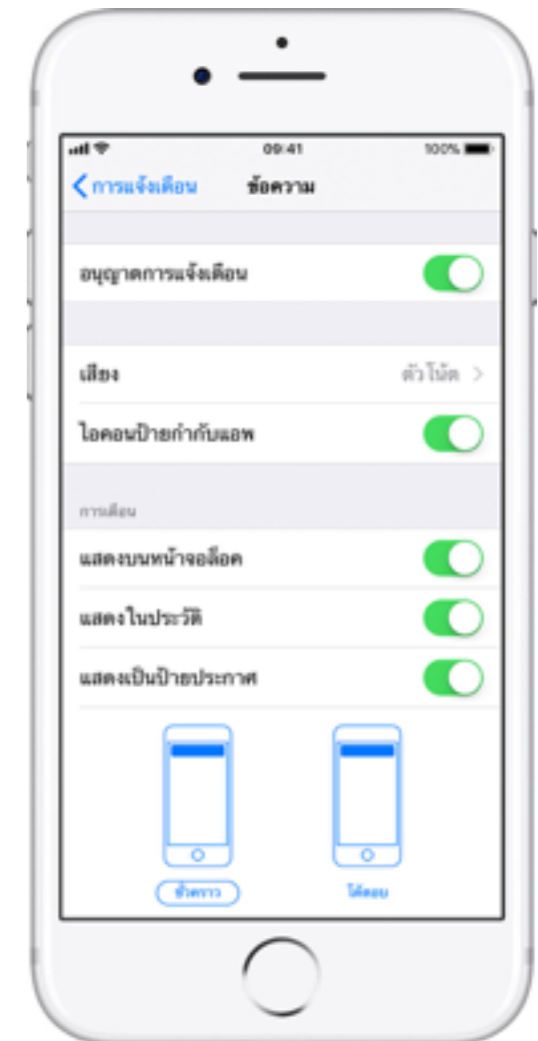 09:41 100%
การแจ้งเตือน ข้อความ
อนุญาตการแจ้งเตือน
เสียง ตัวโน้ต
ไอคอนป้ายกำกับแอพ
การเตือน
แสดงบนหน้าจอล็อค
แสดงในประวัติ
แสดงเป็นป้ายประกาศ
ชั่วคราว โต้ตอบ